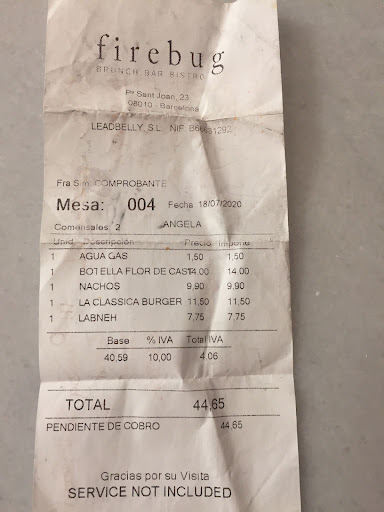 firebug
BRUNCH BAR BISTRO
Pº Sant Joan, 23
08010 - Barcelona
LEADBELLY, S.L. NIF.
Fra Sim. COMPROBANTE
Mesa: 004 Fecha 18/07/2020
Comensales: 2 ANGELA
Unid. Descripción Precio Importe
1 AGUA GAS 1,50 1,50
1 BOTELLA FLOR DE CAST 14.00 14.00
1 NACHOS 9,90 9,90
1 LA CLASSICA BURGER 11,50 11,50
1 LABNEH 7.75 7.75
Base % IVA Total IVA
40,59 10,00 4,06
TOTAL 44,65
PENDIENTE DE COBRO 44,65
Gracias por su Visita
SERVICE NOT INCLUDED